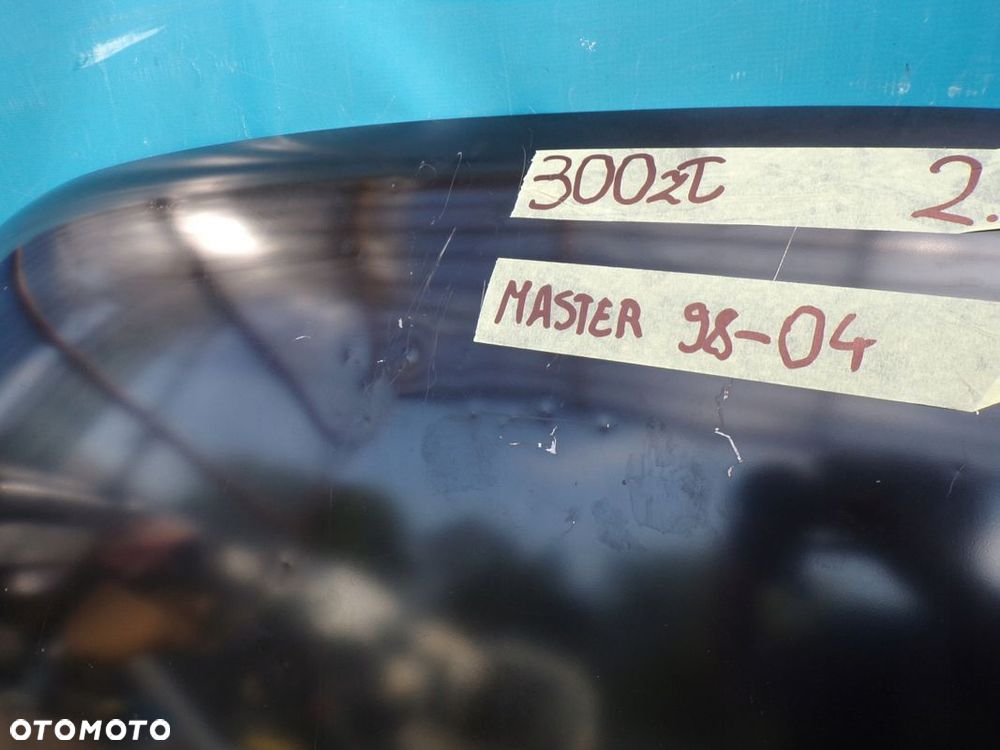 300zł 2.
MASTER 98-04
OTOMOTO